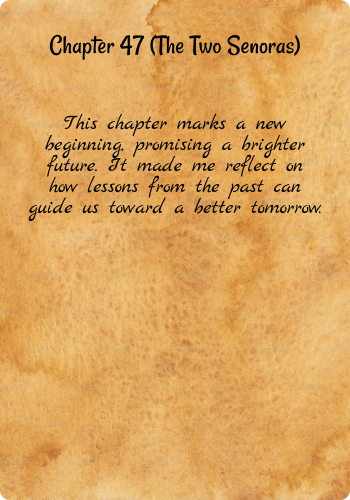 Chapter 47 (The Two Senoras)
This chapter marks a new
beginning, promising a brighter
future. It made me reflect on
how lessons from the past can
guide us toward a better tomorrow.